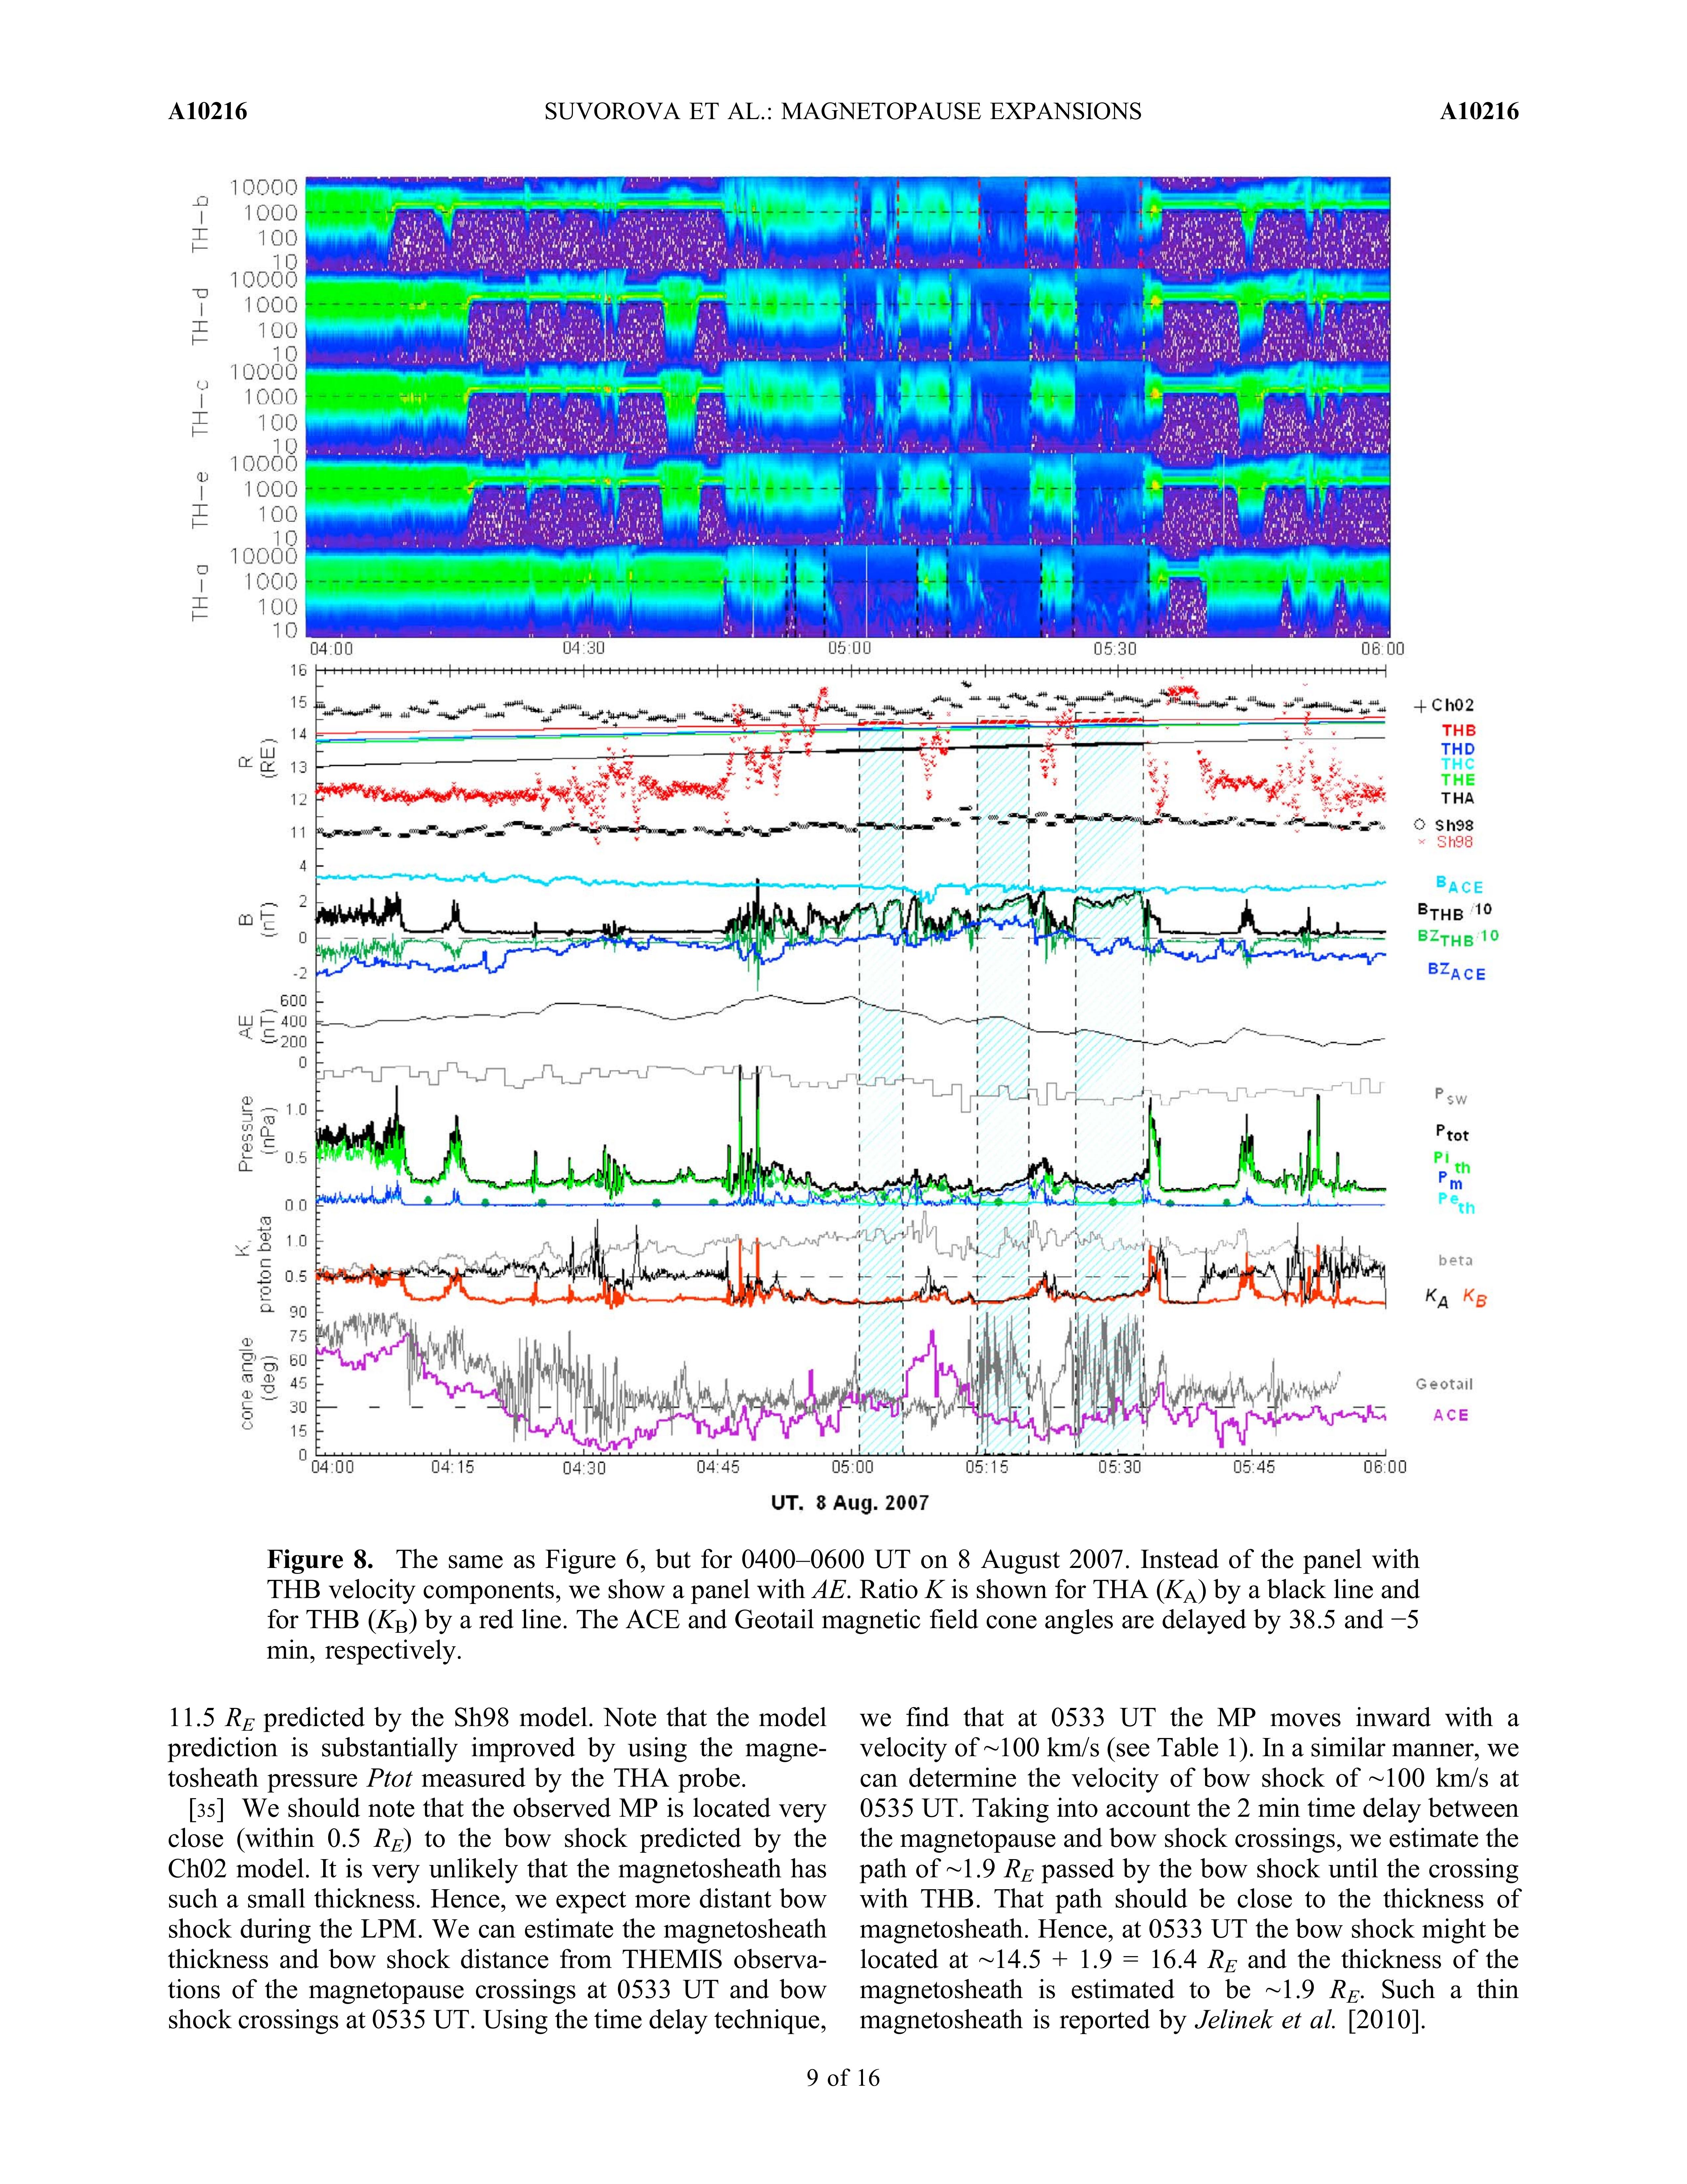 A10216
SUVOROVA ET AL.: MAGNETOPAUSE EXPANSIONS
A10216
TH-b
10000
1000
100
10
TH-d
10000
1000
100
10
TH-c
10000
1000
100
10
TH-e
10000
1000
100
10
TH-a
10000
1000
100
10
04:00
04:30
05:00
05:30
06:00
R
(RE)
16
15
14
13
12
11
+ Ch02
THB
THD
THC
THE
THA
○ Sh98
× Sh98
B
(nT)
4
2
0
-2
BACE
BTHB /10
BZTHB/10
BZACE
AE
(nT)
600
400
200
0
Pressure
(nPa)
1.0
0.5
0.0
Psw
Ptot
Pith
Pm
Peth
K,
proton beta
1.0
0.5
beta
KA KB
cone angle
(deg)
90
75
60
45
30
15
0
Geotail
ACE
04:00
04:15
04:30
04:45
05:00
05:15
05:30
05:45
06:00
UT. 8 Aug. 2007
Figure 8. The same as Figure 6, but for 0400–0600 UT on 8 August 2007. Instead of the panel with
THB velocity components, we show a panel with AE. Ratio K is shown for THA (KA) by a black line and
for THB (KB) by a red line. The ACE and Geotail magnetic field cone angles are delayed by 38.5 and −5
min, respectively.
11.5 RE predicted by the Sh98 model. Note that the model
prediction is substantially improved by using the magne-
tosheath pressure Ptot measured by the THA probe.
[35] We should note that the observed MP is located very
close (within 0.5 RE) to the bow shock predicted by the
Ch02 model. It is very unlikely that the magnetosheath has
such a small thickness. Hence, we expect more distant bow
shock during the LPM. We can estimate the magnetosheath
thickness and bow shock distance from THEMIS observa-
tions of the magnetopause crossings at 0533 UT and bow
shock crossings at 0535 UT. Using the time delay technique,
we find that at 0533 UT the MP moves inward with a
velocity of ~100 km/s (see Table 1). In a similar manner, we
can determine the velocity of bow shock of ~100 km/s at
0535 UT. Taking into account the 2 min time delay between
the magnetopause and bow shock crossings, we estimate the
path of ~1.9 RE passed by the bow shock until the crossing
with THB. That path should be close to the thickness of
magnetosheath. Hence, at 0533 UT the bow shock might be
located at ~14.5 + 1.9 = 16.4 RE and the thickness of the
magnetosheath is estimated to be ~1.9 RE. Such a thin
magnetosheath is reported by Jelinek et al. [2010].
9 of 16